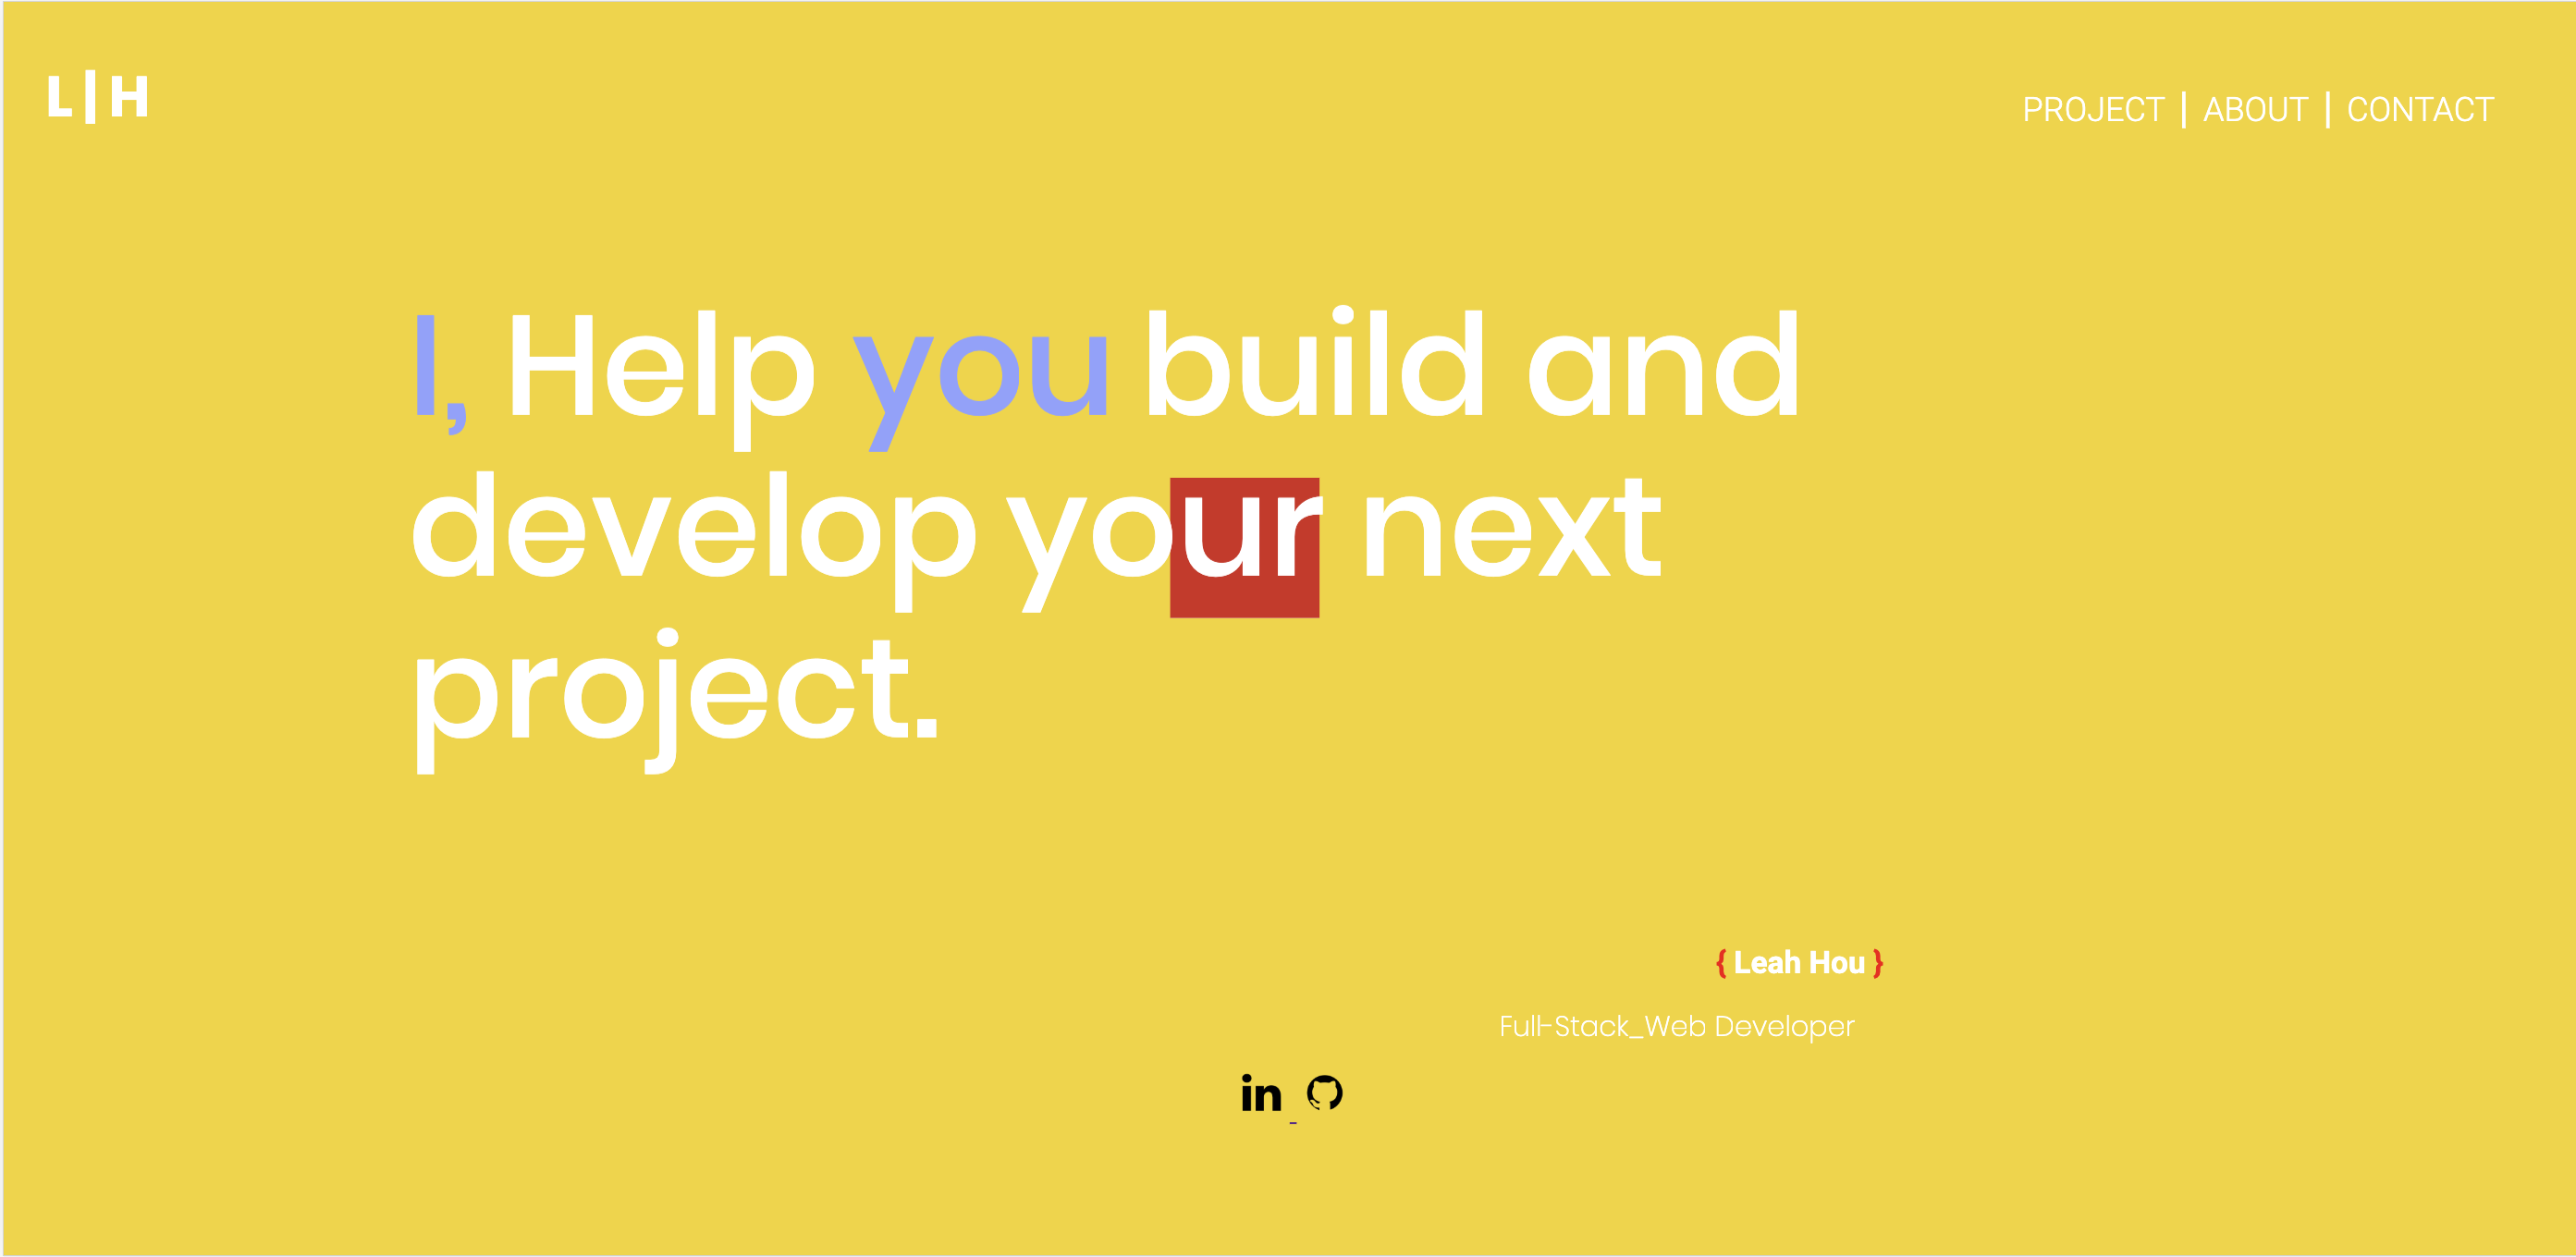 L|H
PROJECT | ABOUT | CONTACT
I, Help you build and
develop your next
project.
{ Leah Hou }
Full-Stack_Web Developer
in